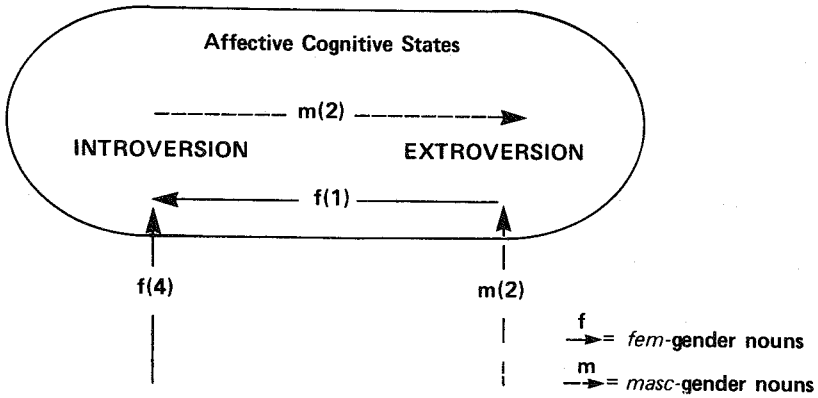 Affective Cognitive States
m(2)
INTROVERSION EXTROVERSION
f(1)
f(4) m(2)
f
= fem-gender nouns
m
= masc-gender nouns